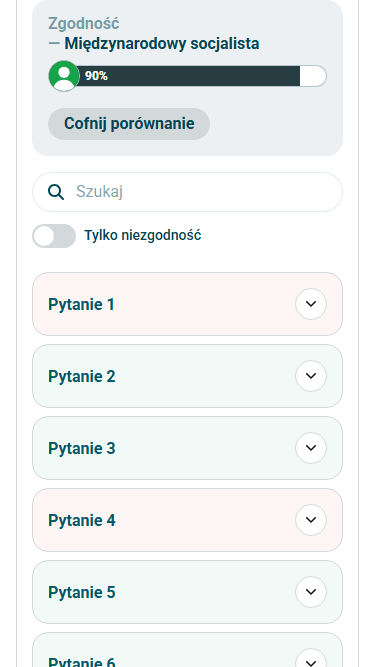 Zgodność
— Międzynarodowy socjalista
90%
Cofnij porównanie
Szukaj
Tylko niezgodność
Pytanie 1
Pytanie 2
Pytanie 3
Pytanie 4
Pytanie 5
Pytanie 6